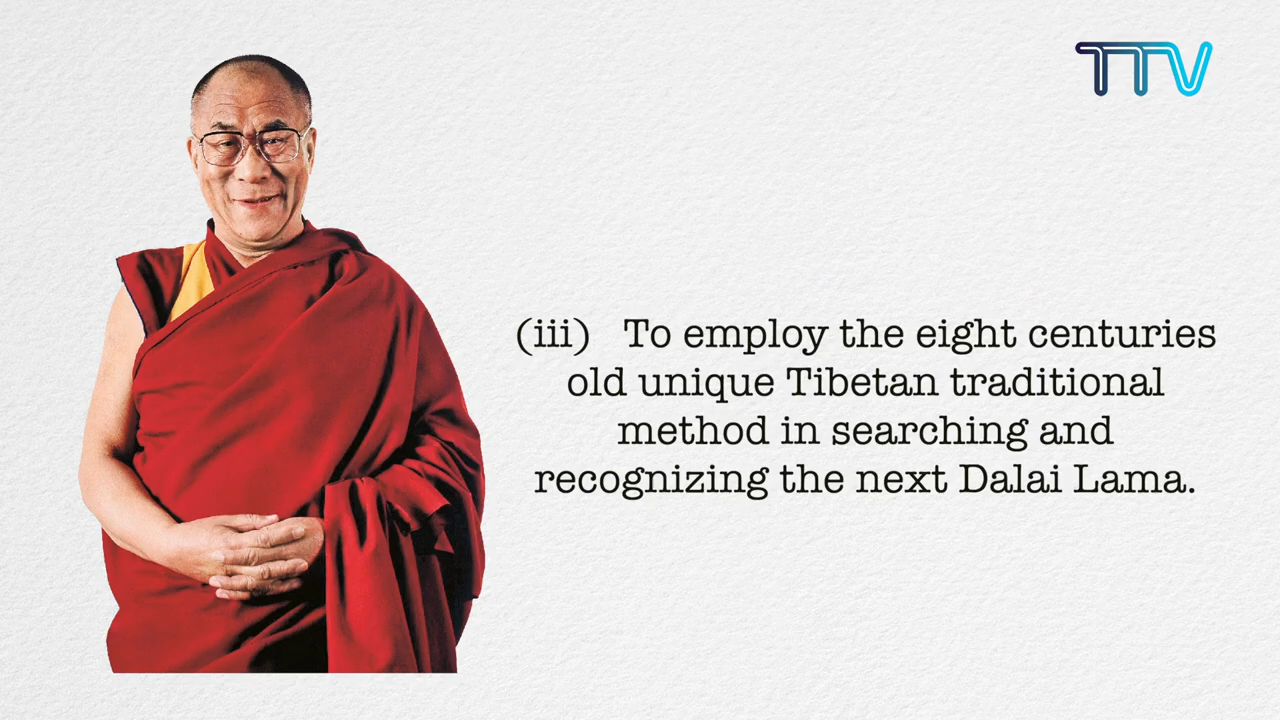 TTV
(iii) To employ the eight centuries
old unique Tibetan traditional
method in searching and
recognizing the next Dalai Lama.